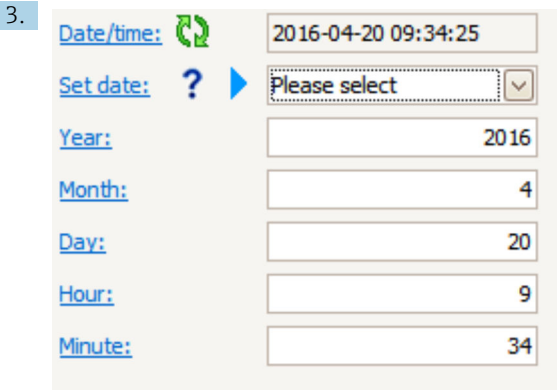 3.
Date/time: 2016-04-20 09:34:25
Set date: ? Please select
Year: 2016
Month: 4
Day: 20
Hour: 9
Minute: 34